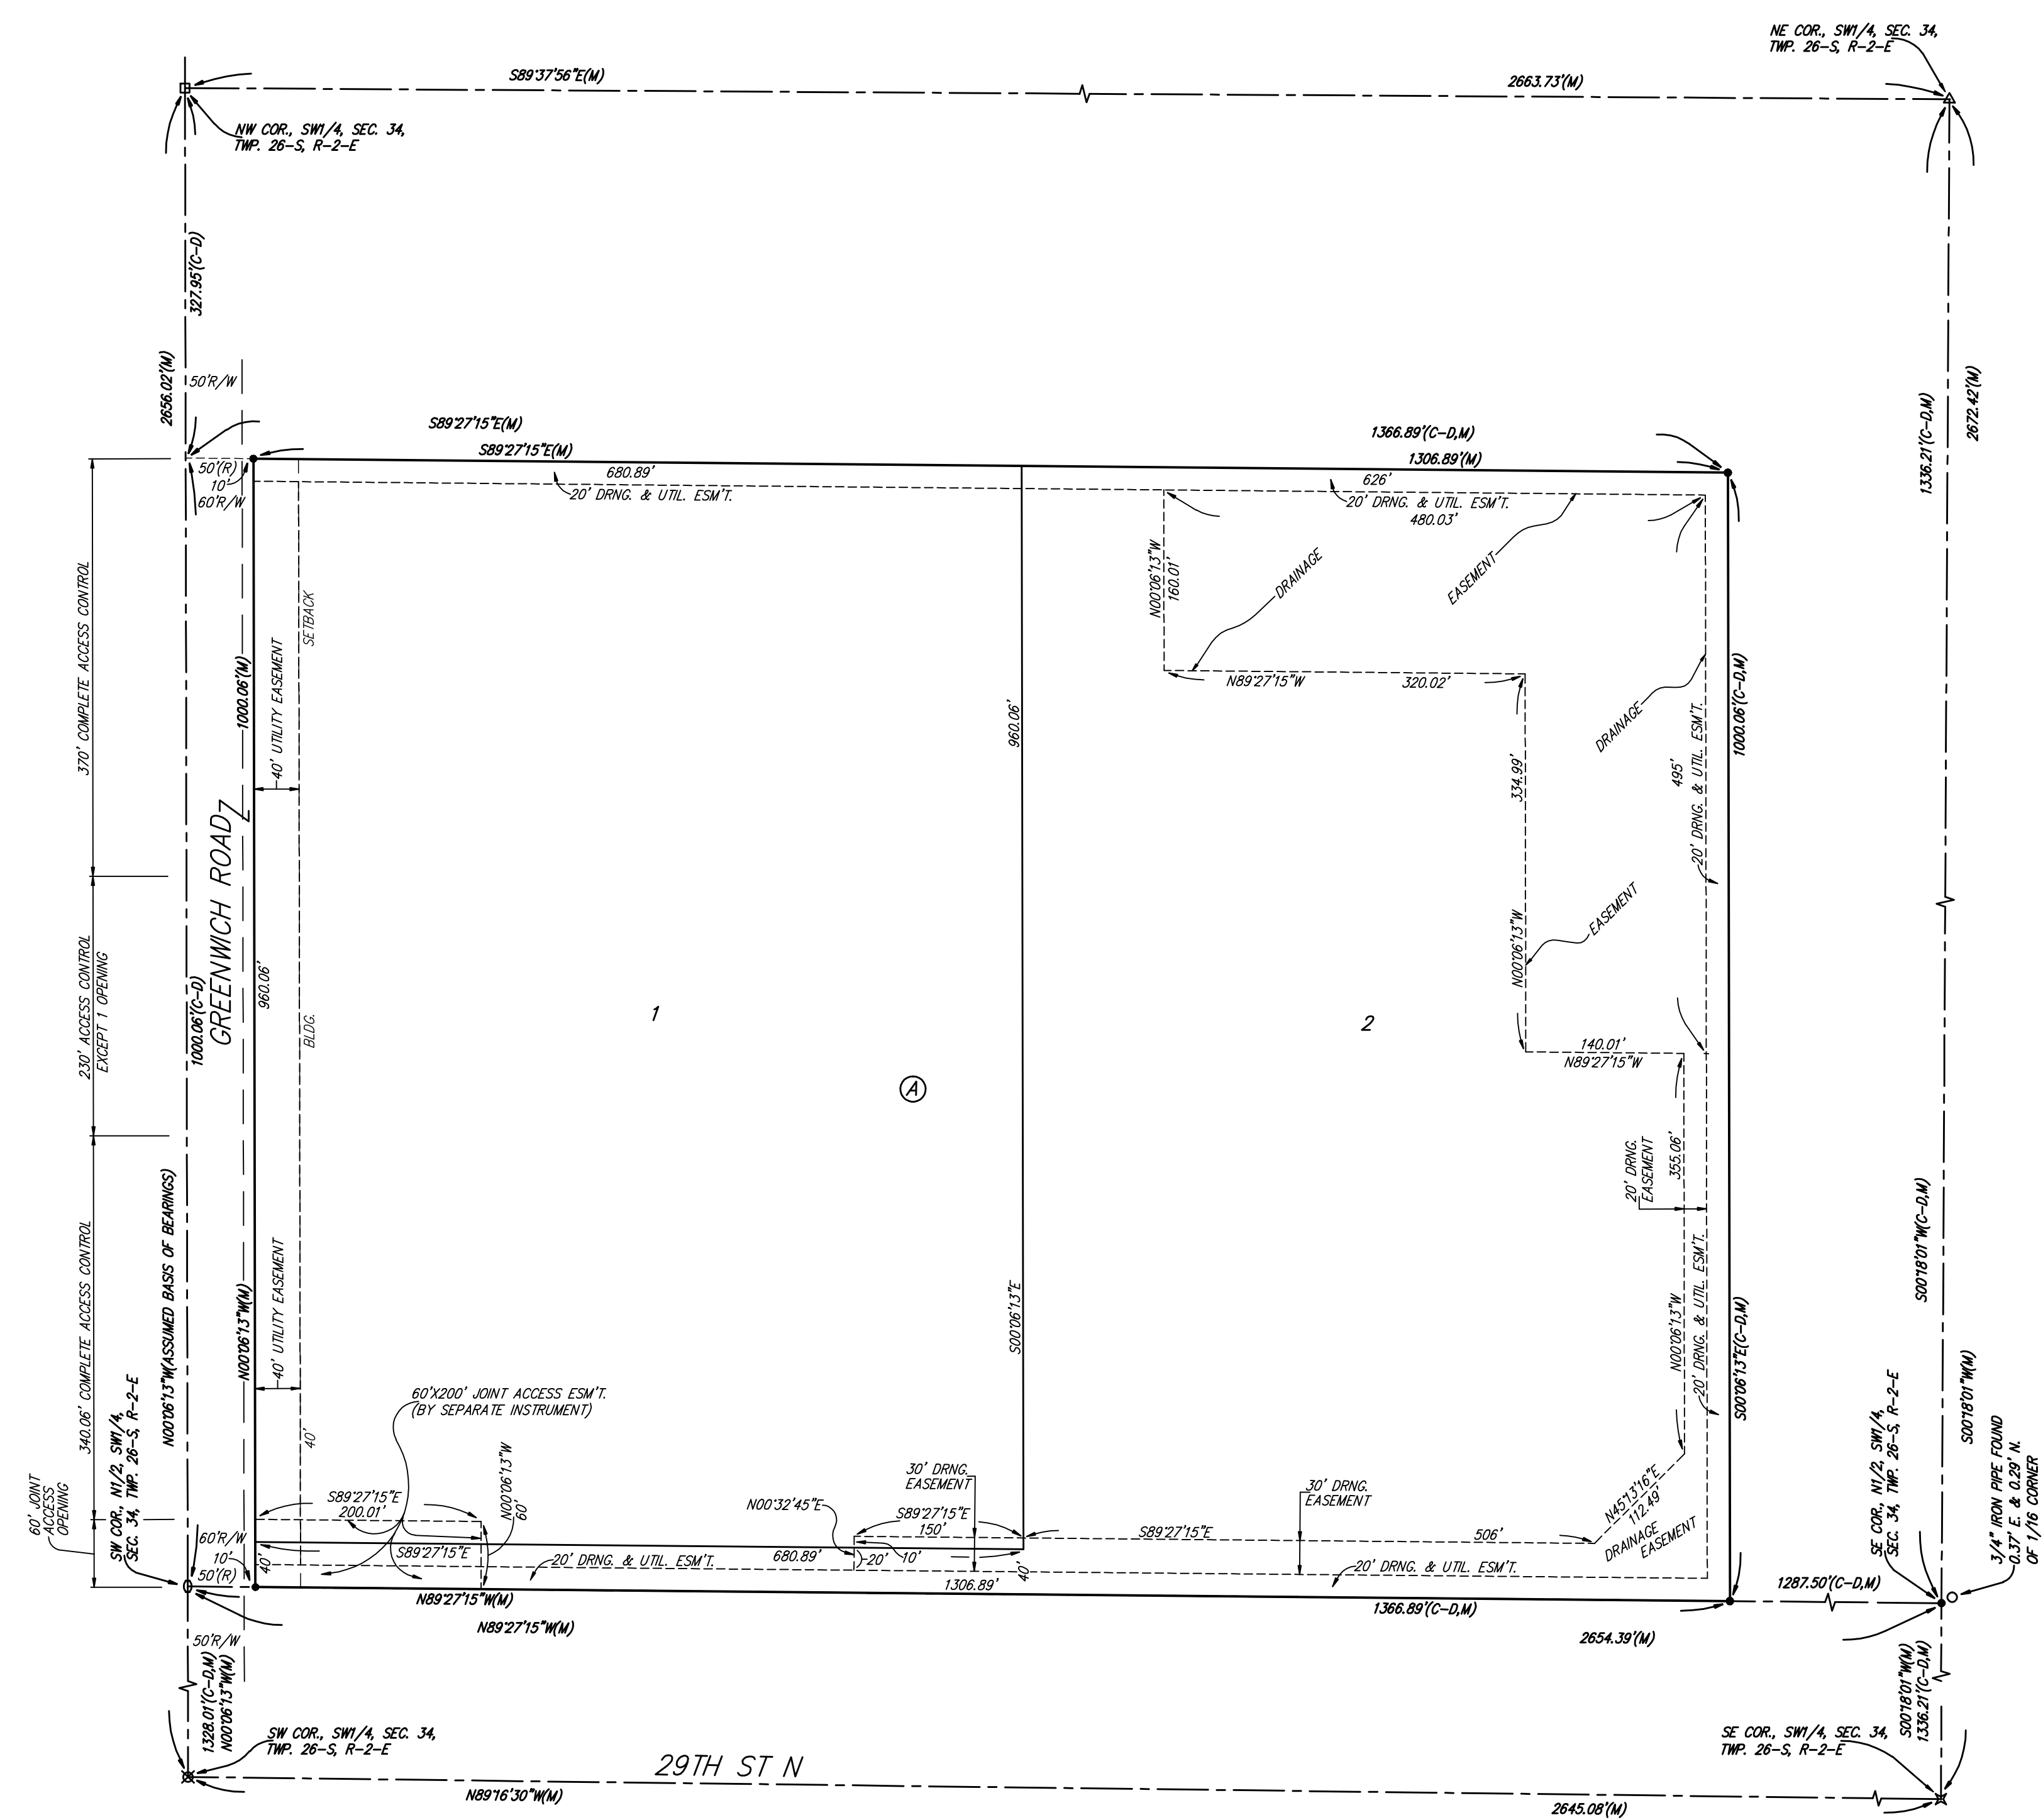 NE COR., SW1/4, SEC. 34,
TWP. 26-S, R-2-E
S89°37'56"E(M)
2663.73'(M)
NW COR., SW1/4, SEC. 34,
TWP. 26-S, R-2-E
327.95'(C-D)
2656.02'(M)
50'R/W
1336.21'(C-D,M)
2672.42'(M)
S89°27'15"E(M)
1366.89'(C-D,M)
S89°27'15"E(M)
1306.89'(M)
50'(R)
10'
60'R/W
680.89'
20' DRNG. & UTIL. ESM'T.
626'
20' DRNG. & UTIL. ESM'T.
480.03'
N00°06'13"W
160.01'
DRAINAGE
EASEMENT
370' COMPLETE ACCESS CONTROL
SETBACK
40' UTILITY EASEMENT
1000.06'(M)
960.06'
N89°27'15"W
320.02'
DRAINAGE
334.99'
495'
20' DRNG. & UTIL. ESM'T.
1000.06'(C-D,M)
GREENWICH ROAD
EASEMENT
N00°06'13"W
230' ACCESS CONTROL
EXCEPT 1 OPENING
1000.06'(C-D)
960.06'
BLDG.
1
2
A
140.01'
N89°27'15"W
20' DRNG.
EASEMENT
355.06'
340.06' COMPLETE ACCESS CONTROL
N00°06'13"W(ASSUMED BASIS OF BEARINGS)
N00°06'13"W(M)
40' UTILITY EASEMENT
S00°06'13"E
N00°06'13"W
20' DRNG. & UTIL. ESM'T.
S00°06'13"E(C-D,M)
S00°18'01"W(C-D,M)
S00°18'01"W(M)
SW COR., N1/2, SW1/4,
SEC. 34, TWP. 26-S, R-2-E
60' JOINT
ACCESS
OPENING
60'X200' JOINT ACCESS ESM'T.
(BY SEPARATE INSTRUMENT)
40'
N00°06'13"W
60'
S89°27'15"E
200.01'
30' DRNG.
EASEMENT
N00°32'45"E
S89°27'15"E
150'
30' DRNG.
EASEMENT
S89°27'15"E
506'
N45°13'16"E
112.49'
DRAINAGE
EASEMENT
SE COR., N1/2, SW1/4,
SEC. 34, TWP. 26-S, R-2-E
3/4" IRON PIPE FOUND
0.37' E. & 0.29' N.
OF 1/16 CORNER
60'R/W
10'
50'(R)
40'
S89°27'15"E
20' DRNG. & UTIL. ESM'T.
680.89'
20'
10'
40'
20' DRNG. & UTIL. ESM'T.
1306.89'
N89°27'15"W(M)
1366.89'(C-D,M)
1287.50'(C-D,M)
N89°27'15"W(M)
2654.39'(M)
50'R/W
1328.01'(C-D,M)
N00°06'13"W(M)
S00°18'01"W(M)
1336.21'(C-D,M)
SW COR., SW1/4, SEC. 34,
TWP. 26-S, R-2-E
29TH ST N
SE COR., SW1/4, SEC. 34,
TWP. 26-S, R-2-E
N89°16'30"W(M)
2645.08'(M)